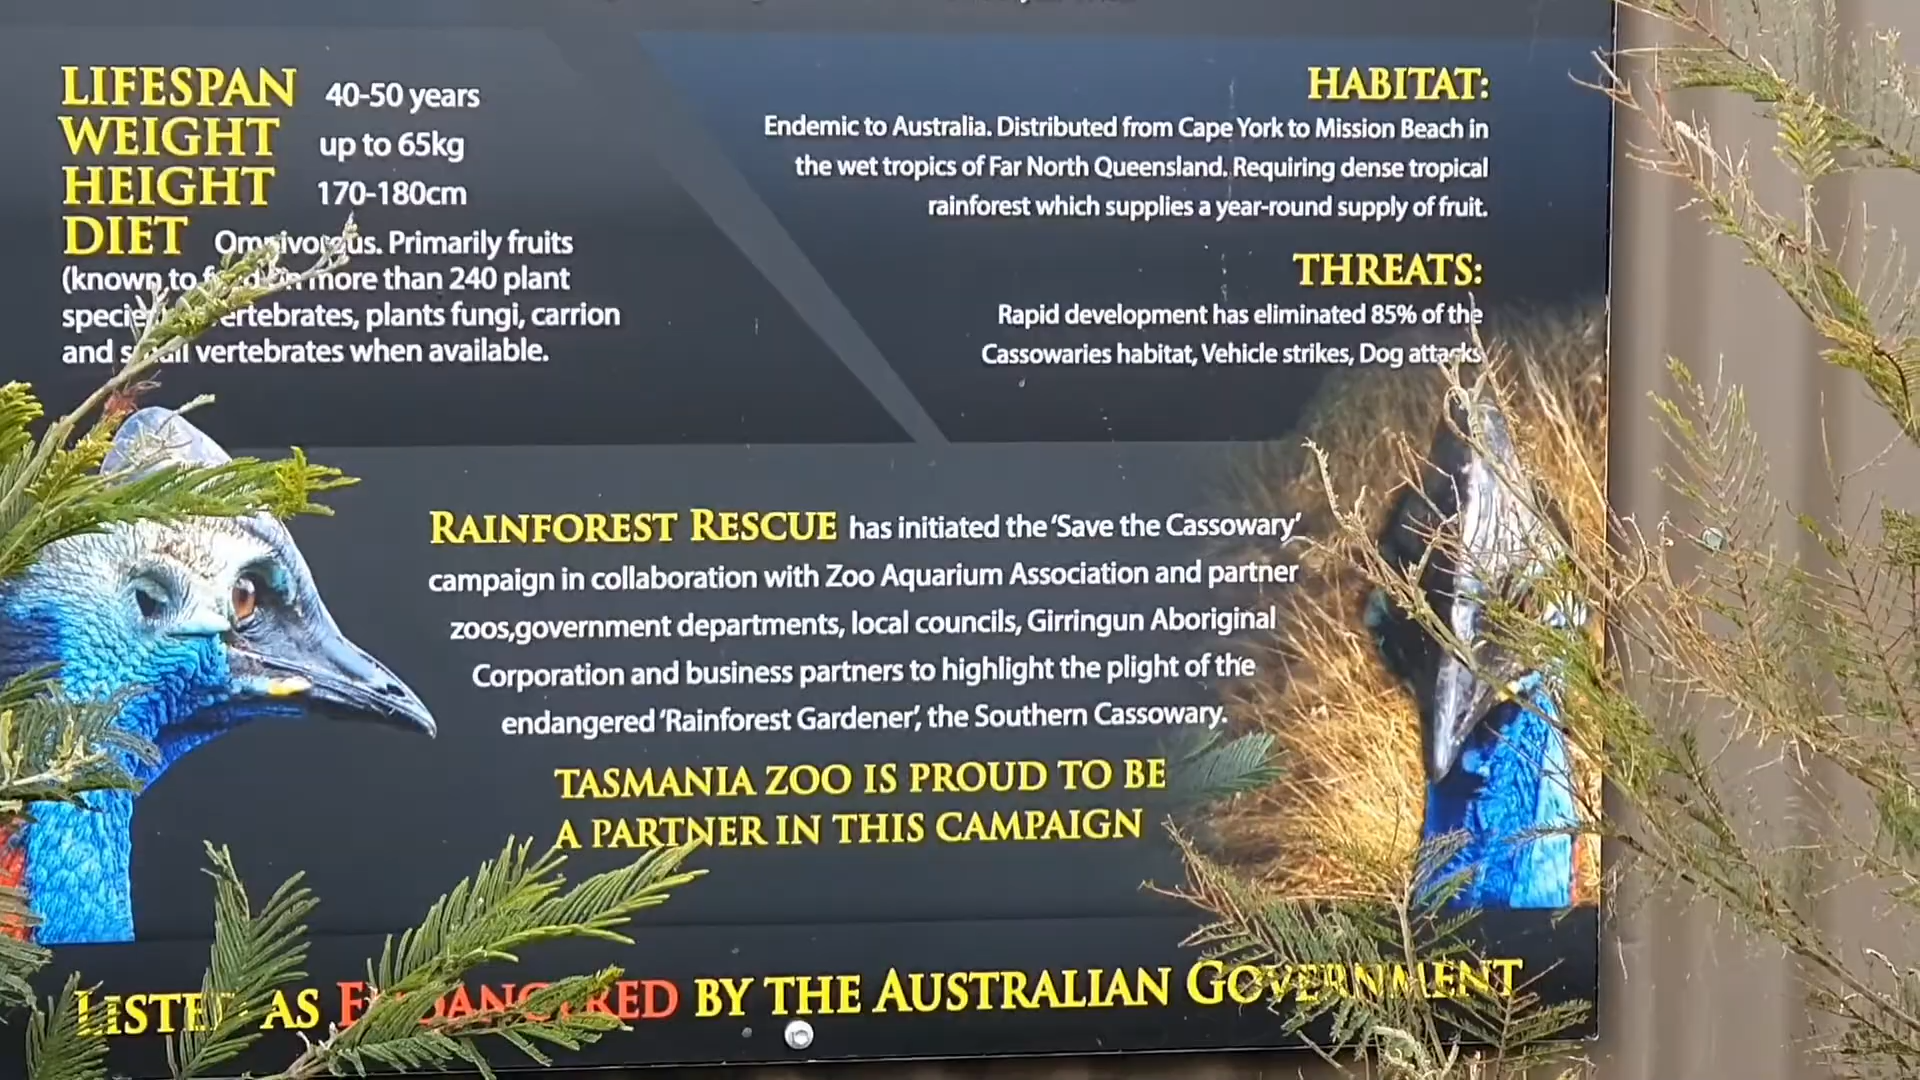 LIFESPAN 40-50 years
WEIGHT up to 65kg
HEIGHT 170-180cm
DIET Omnivorous. Primarily fruits
(known to feed on more than 240 plant
species, vertebrates, plants fungi, carrion
and small vertebrates when available.
HABITAT:
Endemic to Australia. Distributed from Cape York to Mission Beach in
the wet tropics of Far North Queensland. Requiring dense tropical
rainforest which supplies a year-round supply of fruit.
THREATS:
Rapid development has eliminated 85% of the
Cassowaries habitat, Vehicle strikes, Dog attacks
RAINFOREST RESCUE has initiated the 'Save the Cassowary'
campaign in collaboration with Zoo Aquarium Association and partner
zoos,government departments, local councils, Girringun Aboriginal
Corporation and business partners to highlight the plight of the
endangered 'Rainforest Gardener', the Southern Cassowary.
TASMANIA ZOO IS PROUD TO BE
A PARTNER IN THIS CAMPAIGN
LISTED AS ENDANGERED BY THE AUSTRALIAN GOVERNMENT